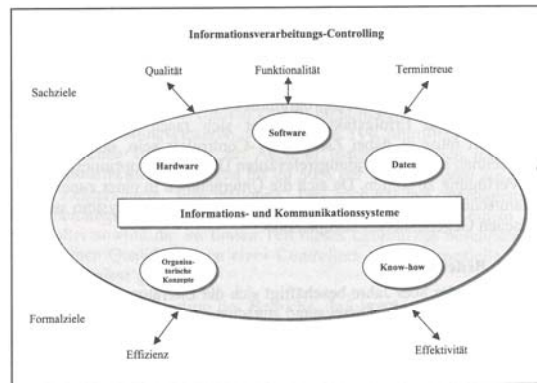 Informationsverarbeitungs-Controlling
Qualität Funktionalität Termintreue
Sachziele
Software
Hardware Daten
Informations- und Kommunikationssysteme
Organisa-
torische
Konzepte
Know-how
Formalziele
Effizienz Effektivität